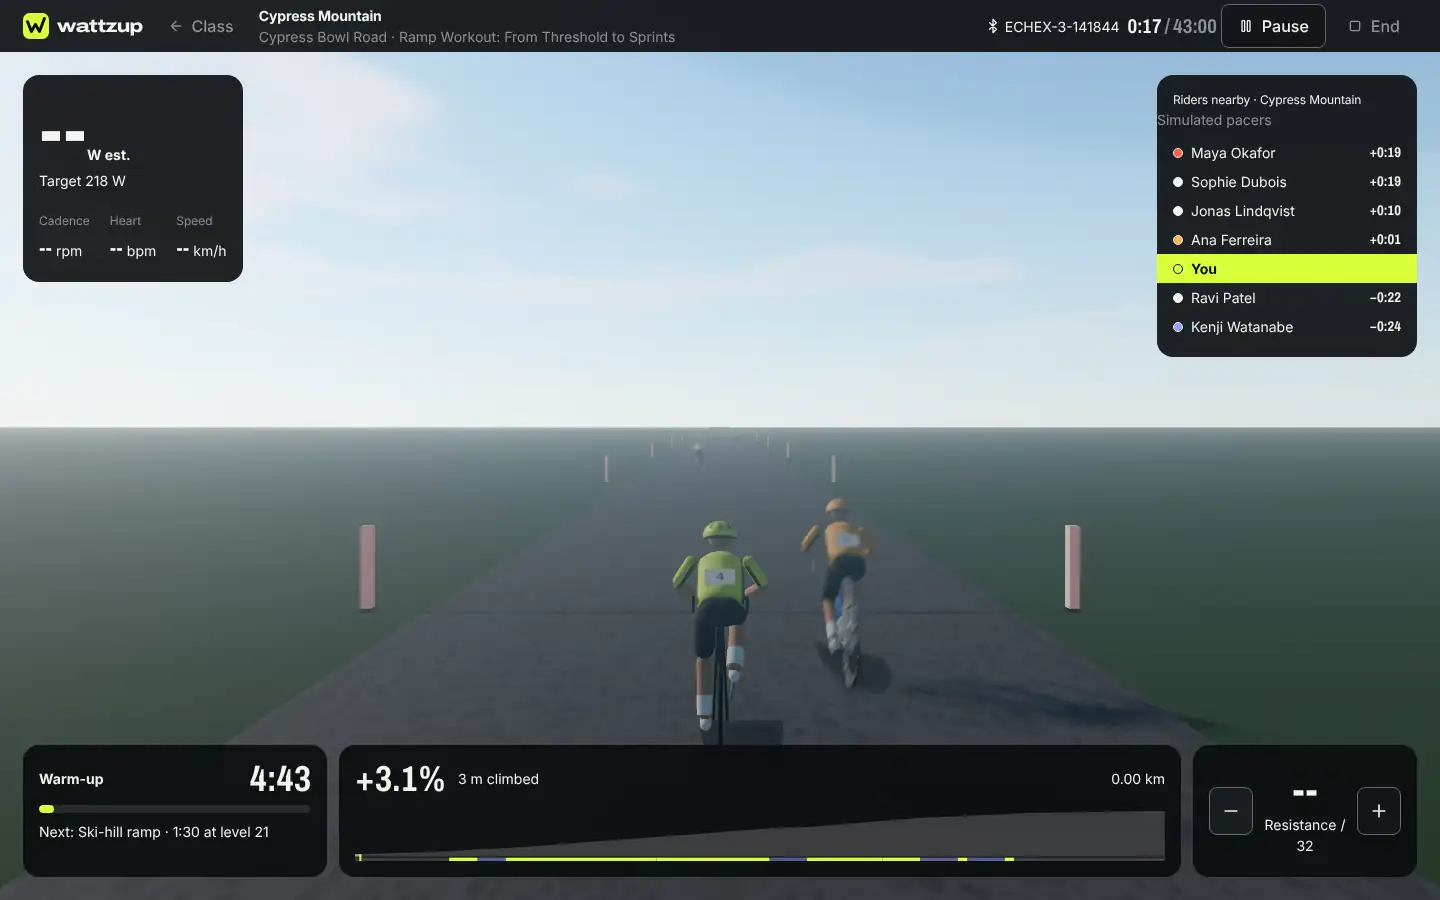 wattzup
Class
Cypress Mountain
Cypress Bowl Road · Ramp Workout: From Threshold to Sprints
ECHEX-3-141844
0:17 / 43:00
Pause
End
-- W est.
Target 218 W
Cadence Heart Speed
-- rpm -- bpm -- km/h
Riders nearby · Cypress Mountain
Simulated pacers
Maya Okafor +0:19
Sophie Dubois +0:19
Jonas Lindqvist +0:10
Ana Ferreira +0:01
You
Ravi Patel −0:22
Kenji Watanabe −0:24
4
Warm-up 4:43
Next: Ski-hill ramp · 1:30 at level 21
+3.1% 3 m climbed 0.00 km
− -- +
Resistance /
32